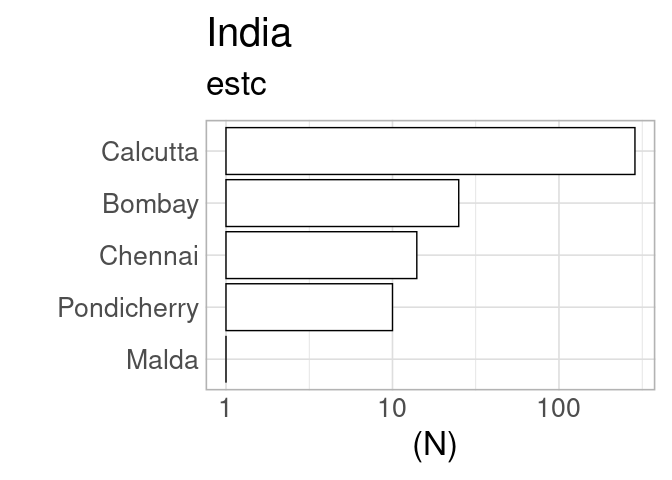 India
estc
Calcutta
Bombay
Chennai
Pondicherry
Malda
1 10 100
(N)